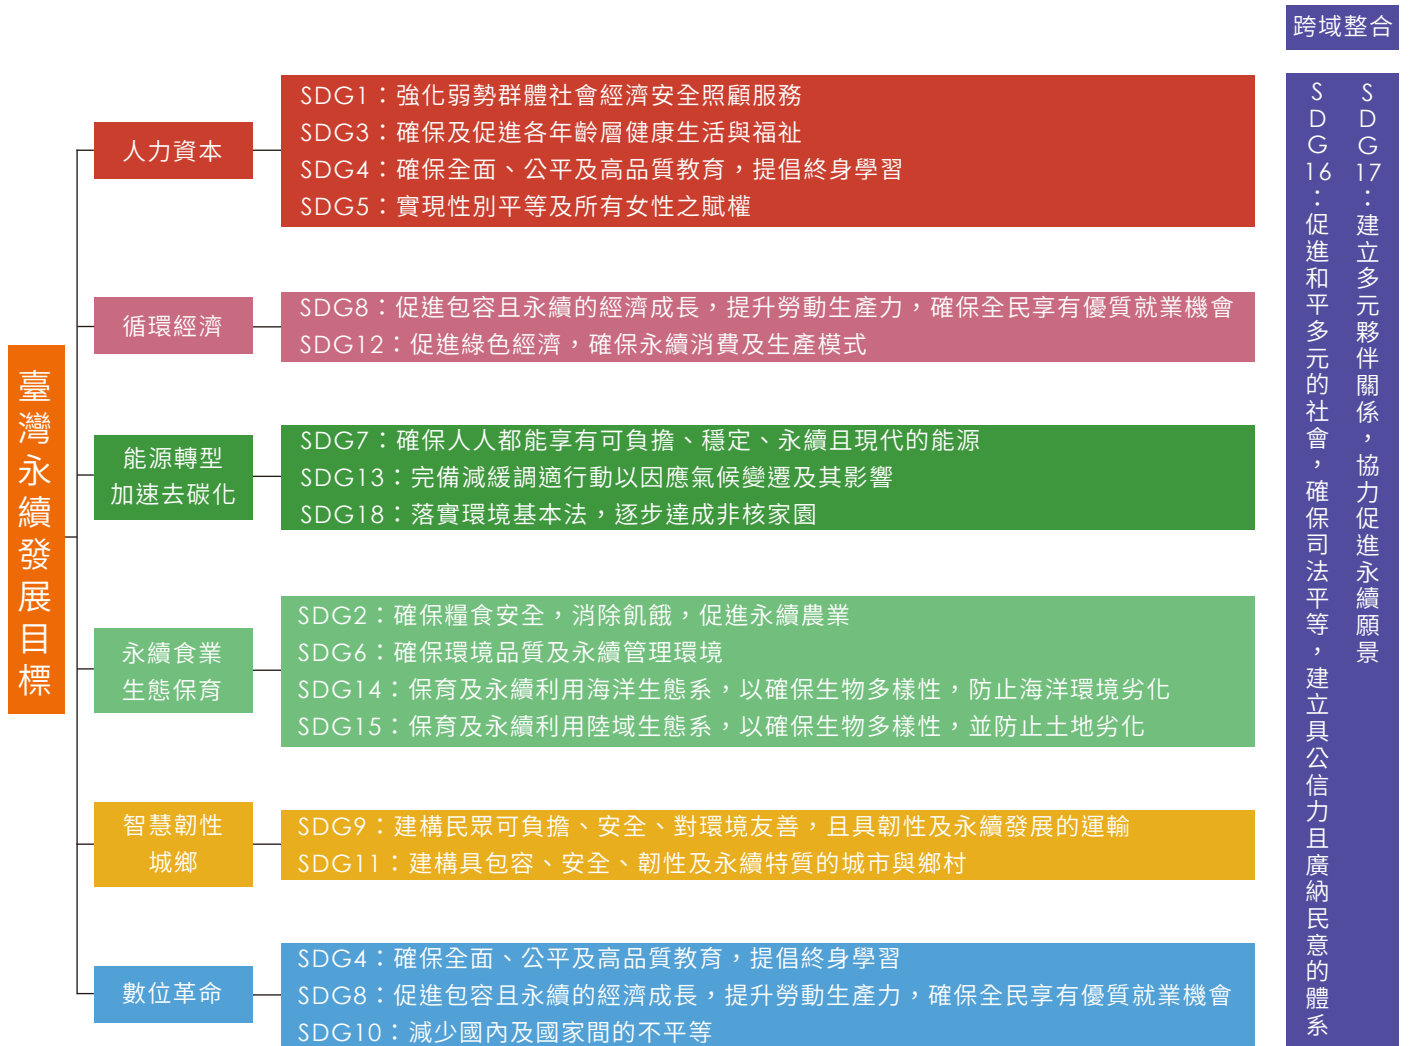 臺灣永續發展目標
人力資本
SDG1：強化弱勢群體社會經濟安全照顧服務
SDG3：確保及促進各年齡層健康生活與福祉
SDG4：確保全面、公平及高品質教育，提倡終身學習
SDG5：實現性別平等及所有女性之賦權
循環經濟
SDG8：促進包容且永續的經濟成長，提升勞動生產力，確保全民享有優質就業機會
SDG12：促進綠色經濟，確保永續消費及生產模式
能源轉型
加速去碳化
SDG7：確保人人都能享有可負擔、穩定、永續且現代的能源
SDG13：完備減緩調適行動以因應氣候變遷及其影響
SDG18：落實環境基本法，逐步達成非核家園
永續食業
生態保育
SDG2：確保糧食安全，消除飢餓，促進永續農業
SDG6：確保環境品質及永續管理環境
SDG14：保育及永續利用海洋生態系，以確保生物多樣性，防止海洋環境劣化
SDG15：保育及永續利用陸域生態系，以確保生物多樣性，並防止土地劣化
智慧韌性
城鄉
SDG9：建構民眾可負擔、安全、對環境友善，且具韌性及永續發展的運輸
SDG11：建構具包容、安全、韌性及永續特質的城市與鄉村
數位革命
SDG4：確保全面、公平及高品質教育，提倡終身學習
SDG8：促進包容且永續的經濟成長，提升勞動生產力，確保全民享有優質就業機會
SDG10：減少國內及國家間的不平等
跨域整合
SDG17：建立多元夥伴關係，協力促進永續願景
SDG16：促進和平多元的社會，確保司法平等，建立具公信力且廣納民意的體系